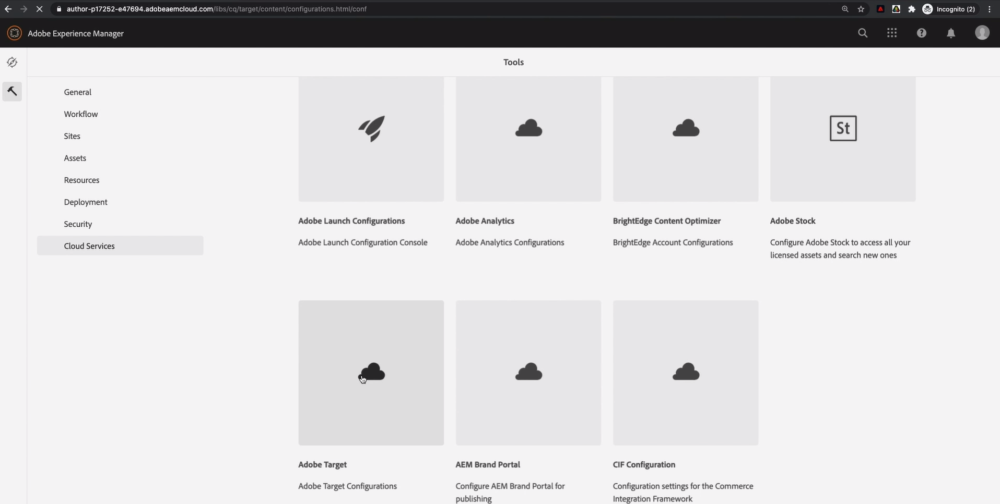 author-p17252-e47694.adobeaemcloud.com/libs/cq/target/content/configurations.html/conf
Incognito (2)
Adobe Experience Manager
Tools
General
Workflow
Sites
Assets
Resources
Deployment
Security
Cloud Services
St
Adobe Launch Configurations
Adobe Launch Configuration Console
Adobe Analytics
Adobe Analytics Configurations
BrightEdge Content Optimizer
BrightEdge Account Configurations
Adobe Stock
Configure Adobe Stock to access all your
licensed assets and search new ones
Adobe Target
Adobe Target Configurations
AEM Brand Portal
Configure AEM Brand Portal for
publishing
CIF Configuration
Configuration settings for the Commerce
Integration Framework